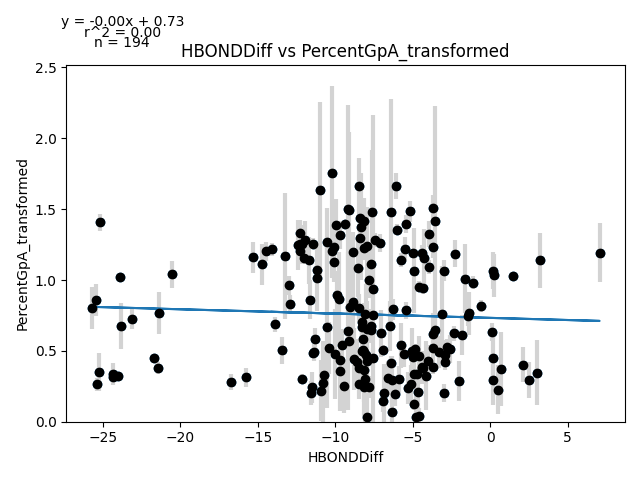 y = -0.00x + 0.73
r^2 = 0.00
n = 194
HBONDDiff vs PercentGpA_transformed
2.5
2.0
1.5
1.0
0.5
0.0
PercentGpA_transformed
−25
−20
−15
−10
−5
0
5
HBONDDiff